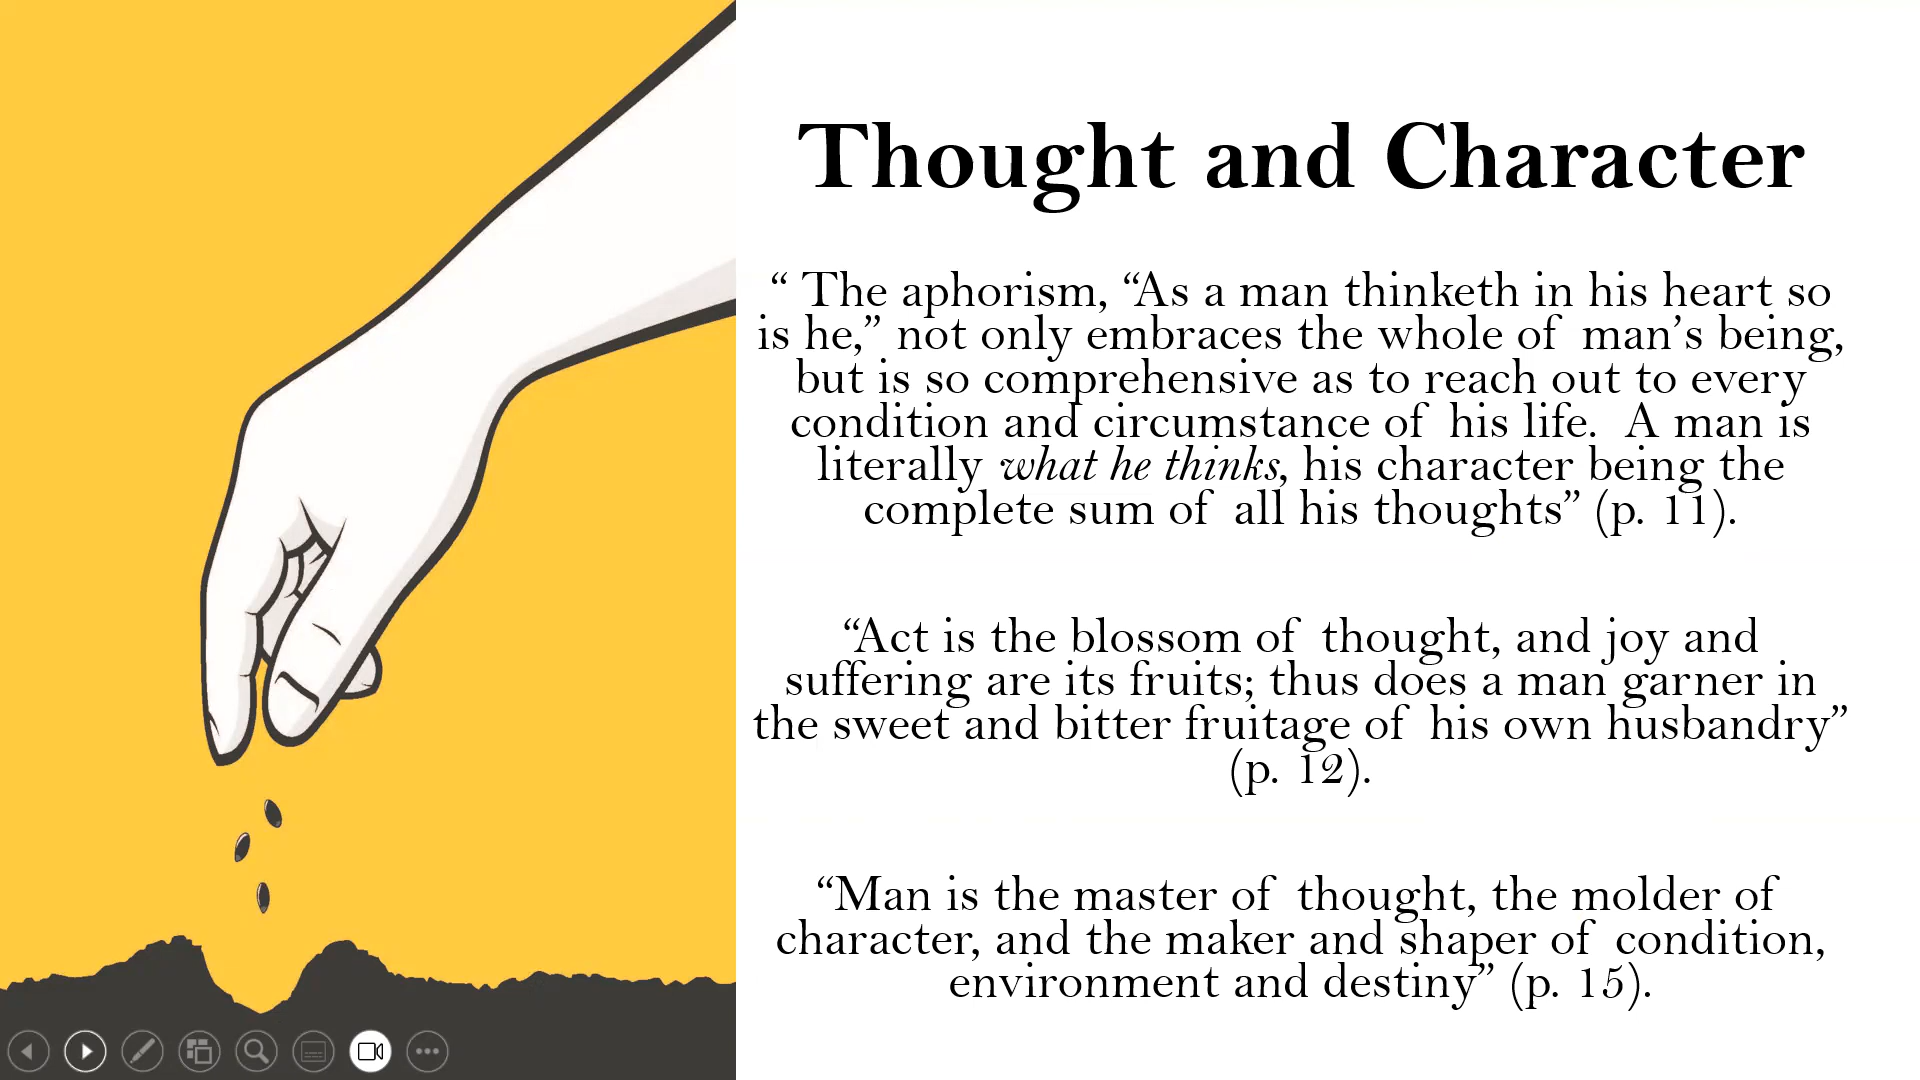 Thought and Character
“ The aphorism, “As a man thinketh in his heart so
is he,” not only embraces the whole of man’s being,
but is so comprehensive as to reach out to every
condition and circumstance of his life.  A man is
literally what he thinks, his character being the
complete sum of all his thoughts” (p. 11).
“Act is the blossom of thought, and joy and
suffering are its fruits; thus does a man garner in
the sweet and bitter fruitage of his own husbandry”
(p. 12).
“Man is the master of thought, the molder of
character, and the maker and shaper of condition,
environment and destiny” (p. 15).